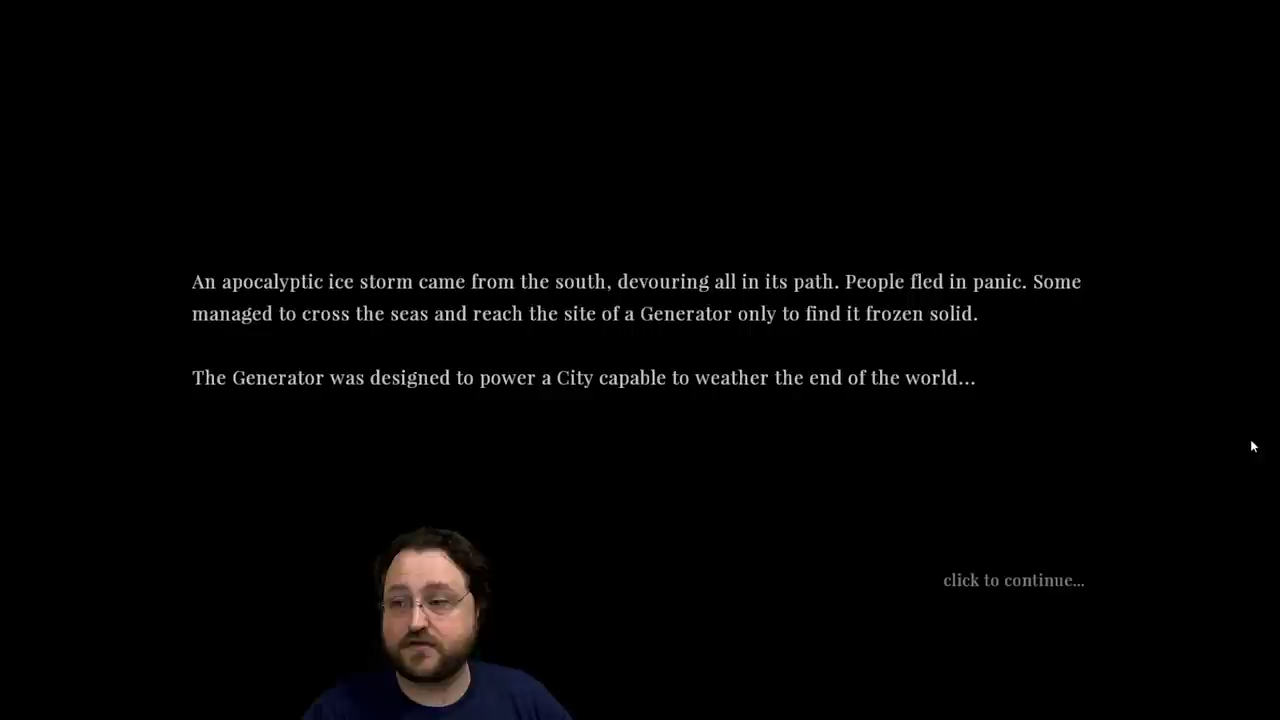 An apocalyptic ice storm came from the south, devouring all in its path. People fled in panic. Some
managed to cross the seas and reach the site of a Generator only to find it frozen solid.
The Generator was designed to power a City capable to weather the end of the world...
click to continue...